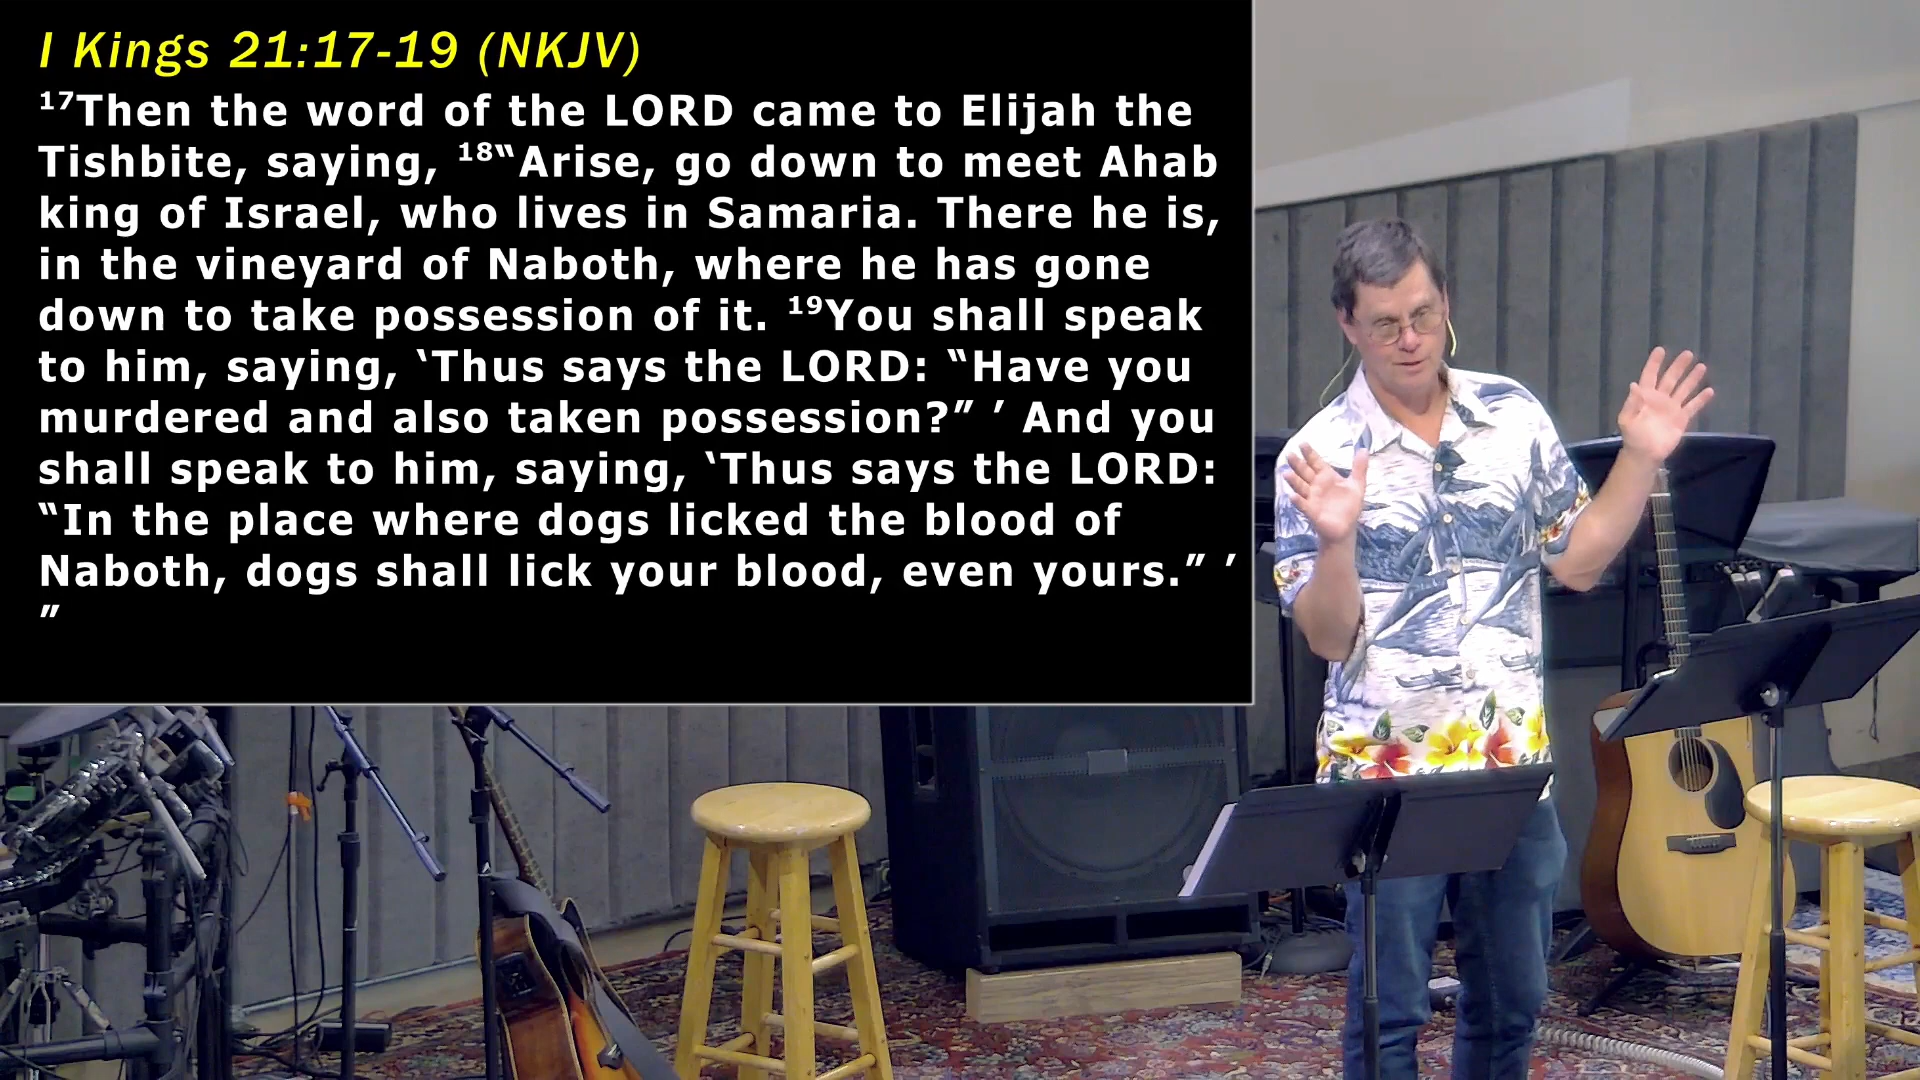 I Kings 21:17-19 (NKJV)
¹⁷Then the word of the LORD came to Elijah the
Tishbite, saying, ¹⁸“Arise, go down to meet Ahab
king of Israel, who lives in Samaria. There he is,
in the vineyard of Naboth, where he has gone
down to take possession of it. ¹⁹You shall speak
to him, saying, ‘Thus says the LORD: “Have you
murdered and also taken possession?” ’ And you
shall speak to him, saying, ‘Thus says the LORD:
“In the place where dogs licked the blood of
Naboth, dogs shall lick your blood, even yours.” ’
”